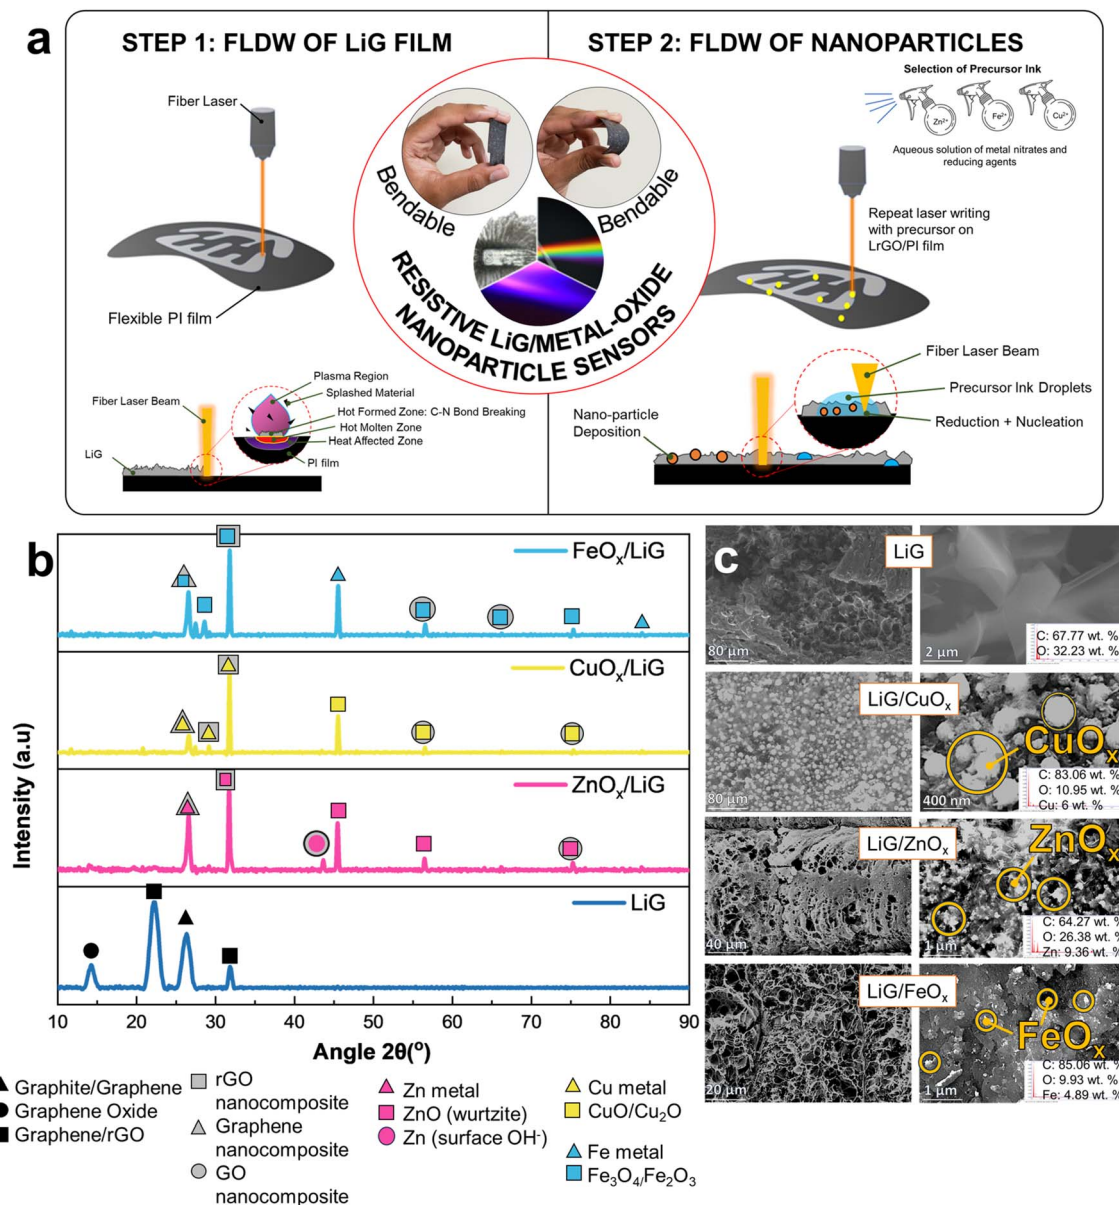 a
STEP 1: FLDW OF LiG FILM
STEP 2: FLDW OF NANOPARTICLES
Fiber Laser
Flexible PI film
Selection of Precursor Ink
Zn²⁺
Fe²⁺
Cu²⁺
Aqueous solution of metal nitrates and
reducing agents
Repeat laser writing
with precursor on
LrGO/PI film
Bendable
Bendable
RESISTIVE LiG/METAL-OXIDE
NANOPARTICLE SENSORS
Plasma Region
Splashed Material
Fiber Laser Beam
Hot Formed Zone: C-N Bond Breaking
Hot Molten Zone
Heat Affected Zone
LiG
PI film
Fiber Laser Beam
Precursor Ink Droplets
Nano-particle
Deposition
Reduction + Nucleation
b
FeOₓ/LiG
CuOₓ/LiG
ZnOₓ/LiG
LiG
Intensity (a.u)
10 20 30 40 50 60 70 80 90
Angle 2θ(°)
Graphite/Graphene
Graphene Oxide
Graphene/rGO
rGO
nanocomposite
Graphene
nanocomposite
GO
nanocomposite
Zn metal
ZnO (wurtzite)
Zn (surface OH⁻)
Cu metal
CuO/Cu₂O
Fe metal
Fe₃O₄/Fe₂O₃
c
LiG
80 μm
2 μm
C: 67.77 wt. %
O: 32.23 wt. %
LiG/CuOₓ
CuOₓ
80 μm
400 nm
C: 83.06 wt. %
O: 10.95 wt. %
Cu: 6 wt. %
LiG/ZnOₓ
ZnOₓ
40 μm
1 μm
C: 64.27 wt. %
O: 26.38 wt. %
Zn: 9.36 wt. %
LiG/FeOₓ
FeOₓ
20 μm
1 μm
C: 85.06 wt. %
O: 9.93 wt. %
Fe: 4.89 wt. %